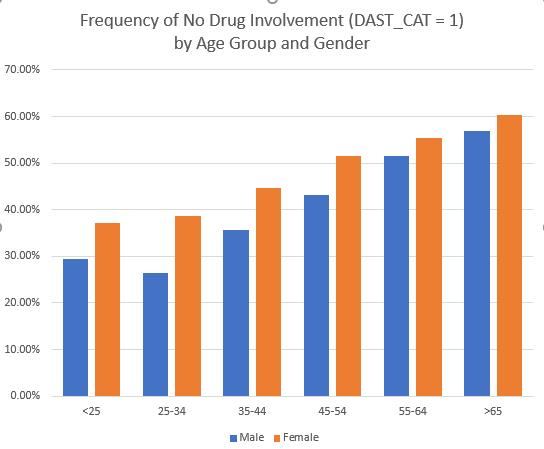 Frequency of No Drug Involvement (DAST_CAT = 1)
by Age Group and Gender
70.00%
60.00%
50.00%
40.00%
30.00%
20.00%
10.00%
0.00%
<25 25-34 35-44 45-54 55-64 >65
Male Female